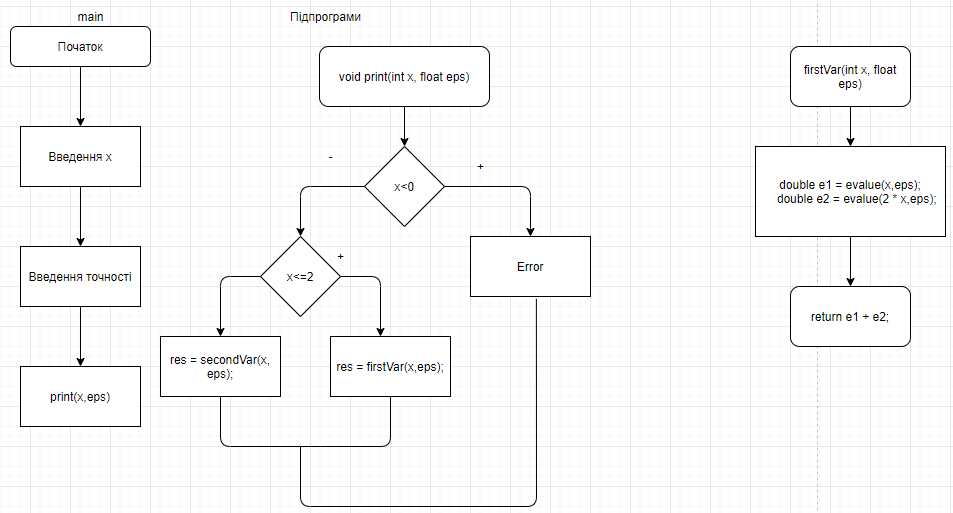 main
Початок
Введення x
Введення точності
print(x,eps)
Підпрограми
void print(int x, float eps)
-
x<0
+
x<=2
+
Error
res = secondVar(x,
eps);
res = firstVar(x,eps);
firstVar(int x, float
eps)
double e1 = evalue(x,eps);
double e2 = evalue(2 * x,eps);
return e1 + e2;